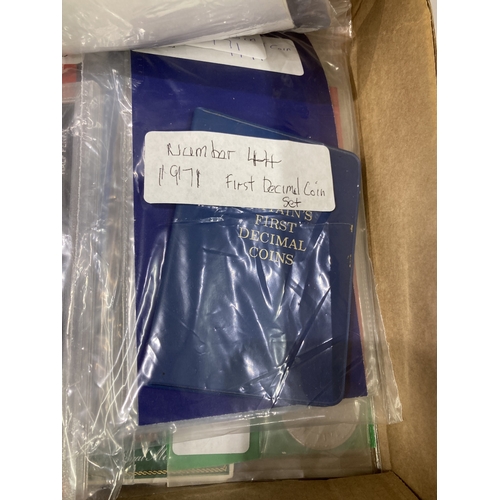 Number 44
1971 First Decimal Coin
Set
BRITAIN'S
FIRST
DECIMAL
COINS